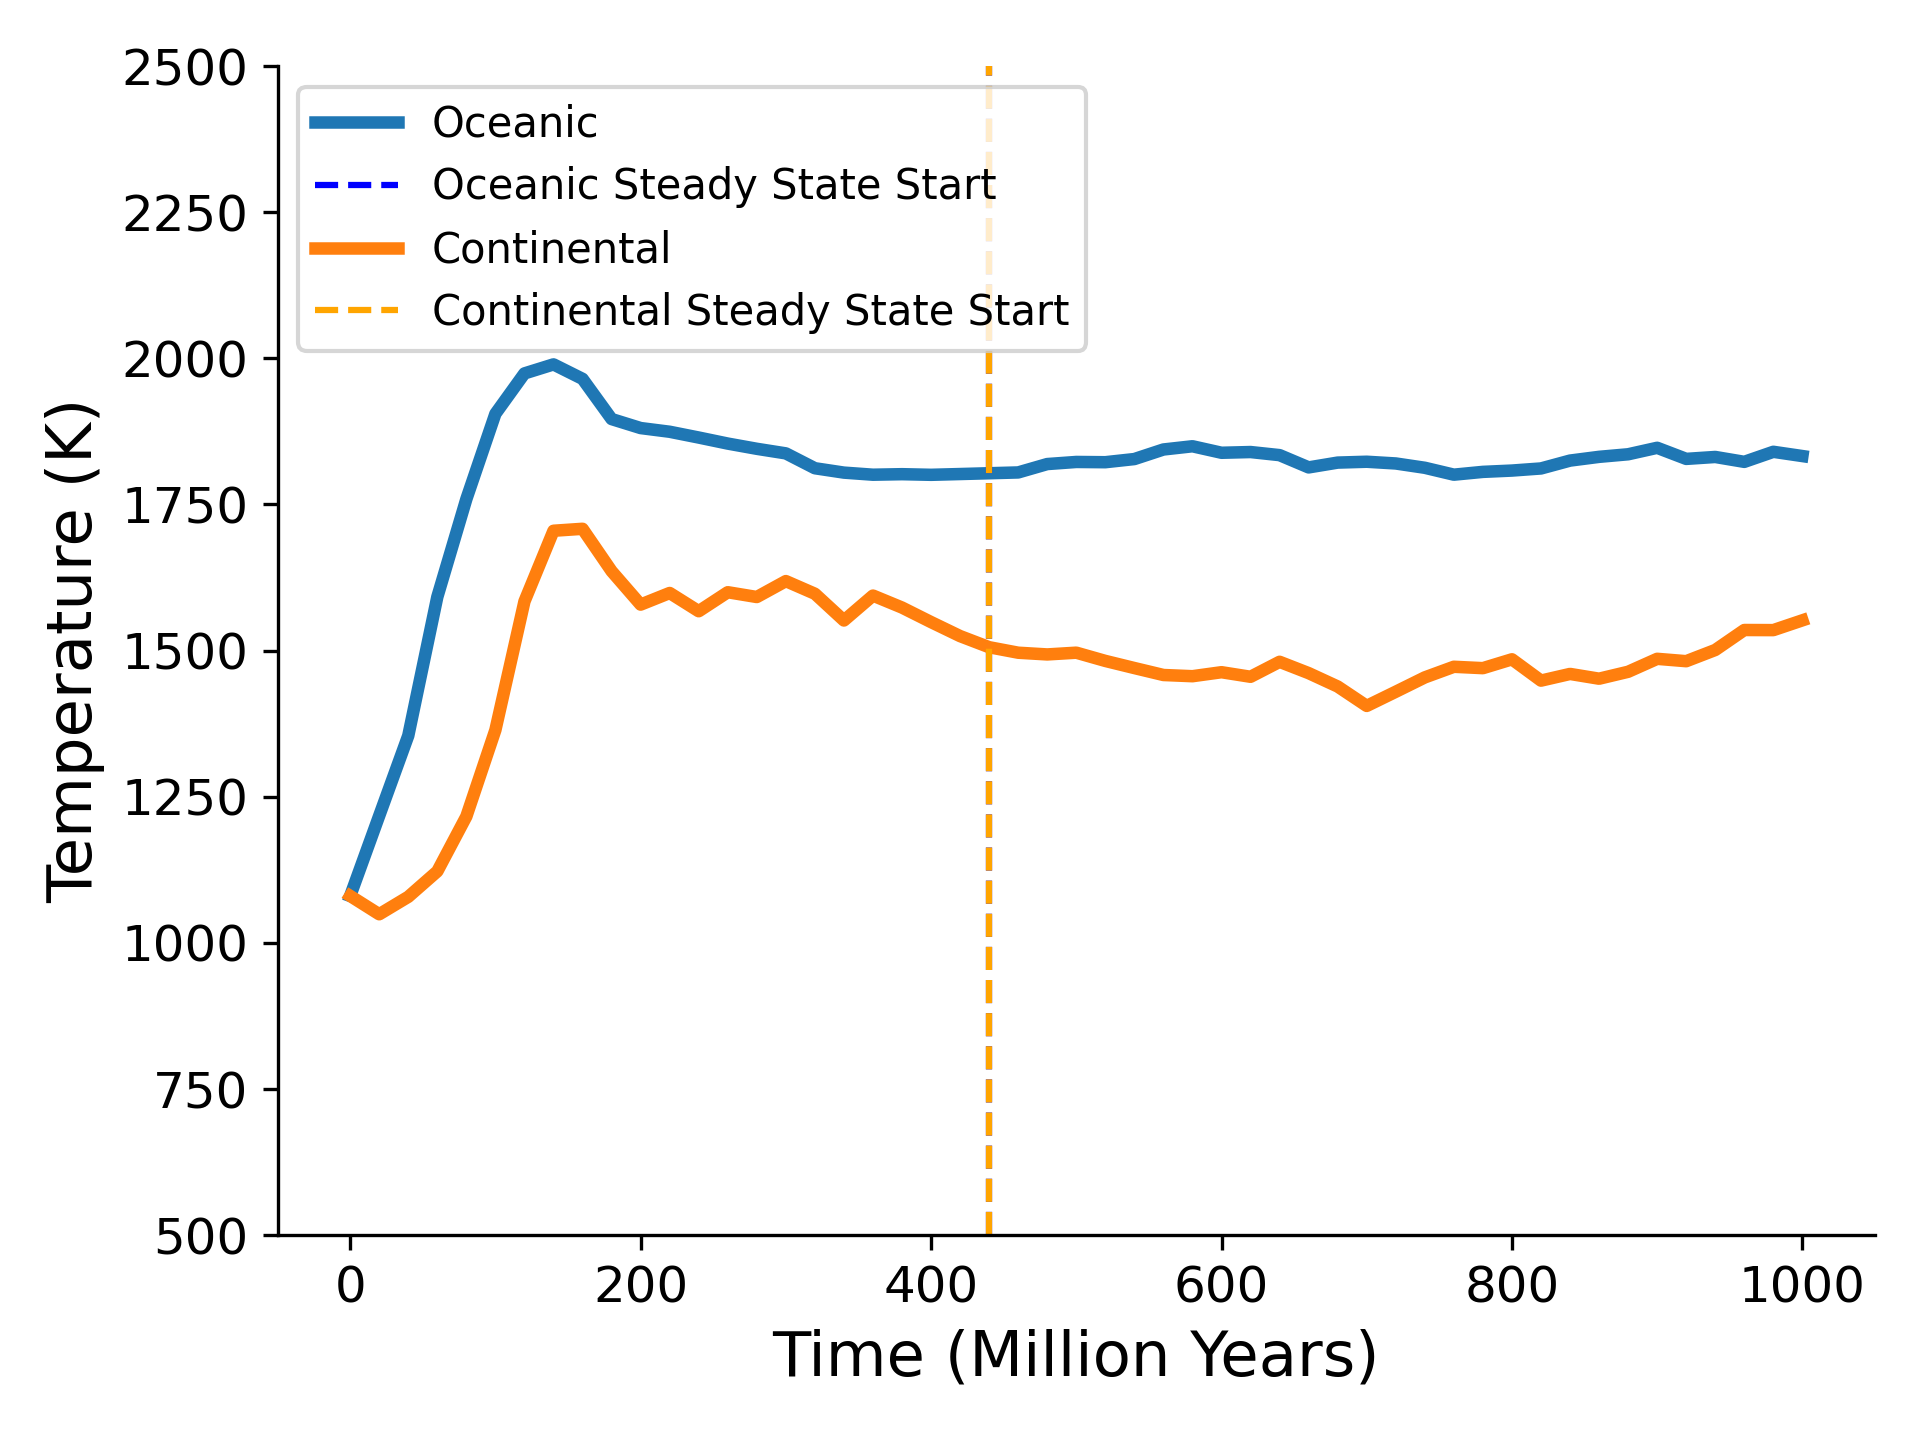 2500
2250
2000
1750
1500
1250
1000
750
500
Temperature (K)
Oceanic
Oceanic Steady State Start
Continental
Continental Steady State Start
0 200 400 600 800 1000
Time (Million Years)